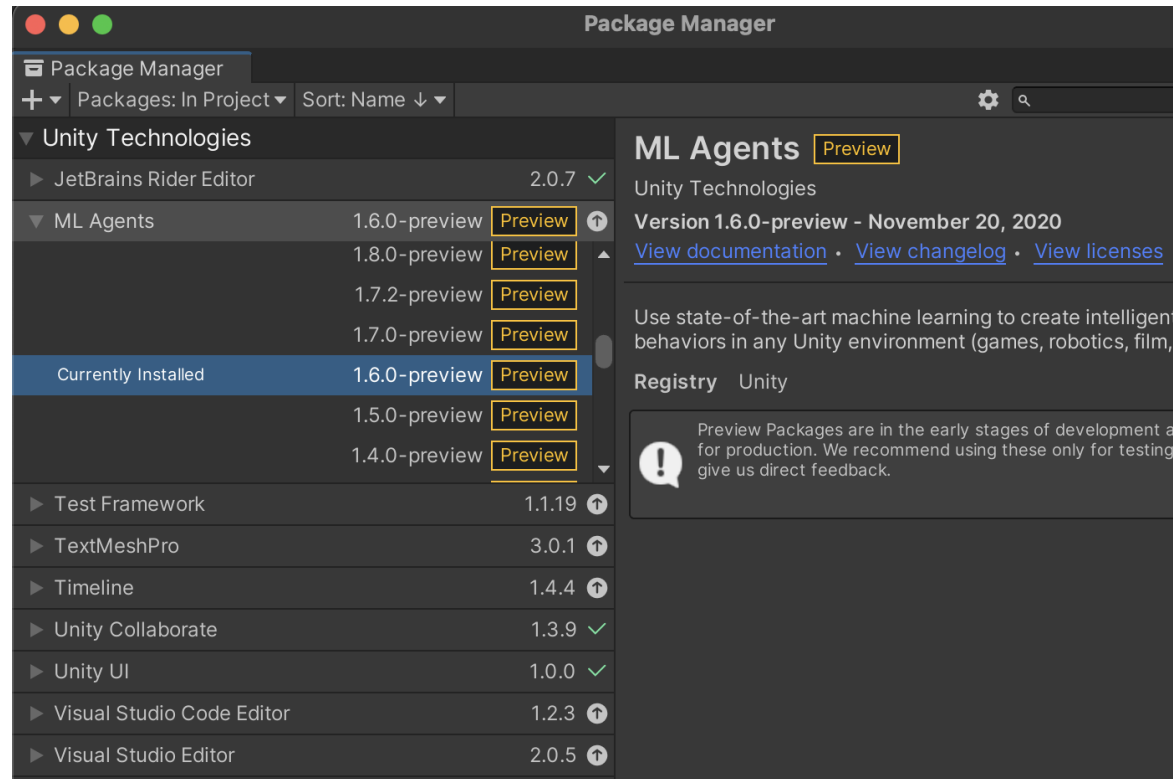 Package Manager
Package Manager
Packages: In Project Sort: Name ↓
Unity Technologies
JetBrains Rider Editor 2.0.7
ML Agents 1.6.0-preview Preview
1.8.0-preview Preview
1.7.2-preview Preview
1.7.0-preview Preview
Currently Installed 1.6.0-preview Preview
1.5.0-preview Preview
1.4.0-preview Preview
Test Framework 1.1.19
TextMeshPro 3.0.1
Timeline 1.4.4
Unity Collaborate 1.3.9
Unity UI 1.0.0
Visual Studio Code Editor 1.2.3
Visual Studio Editor 2.0.5
ML Agents Preview
Unity Technologies
Version 1.6.0-preview - November 20, 2020
View documentation • View changelog • View licenses
Use state-of-the-art machine learning to create intelligent
behaviors in any Unity environment (games, robotics, film,
Registry Unity
Preview Packages are in the early stages of development a
for production. We recommend using these only for testing
give us direct feedback.